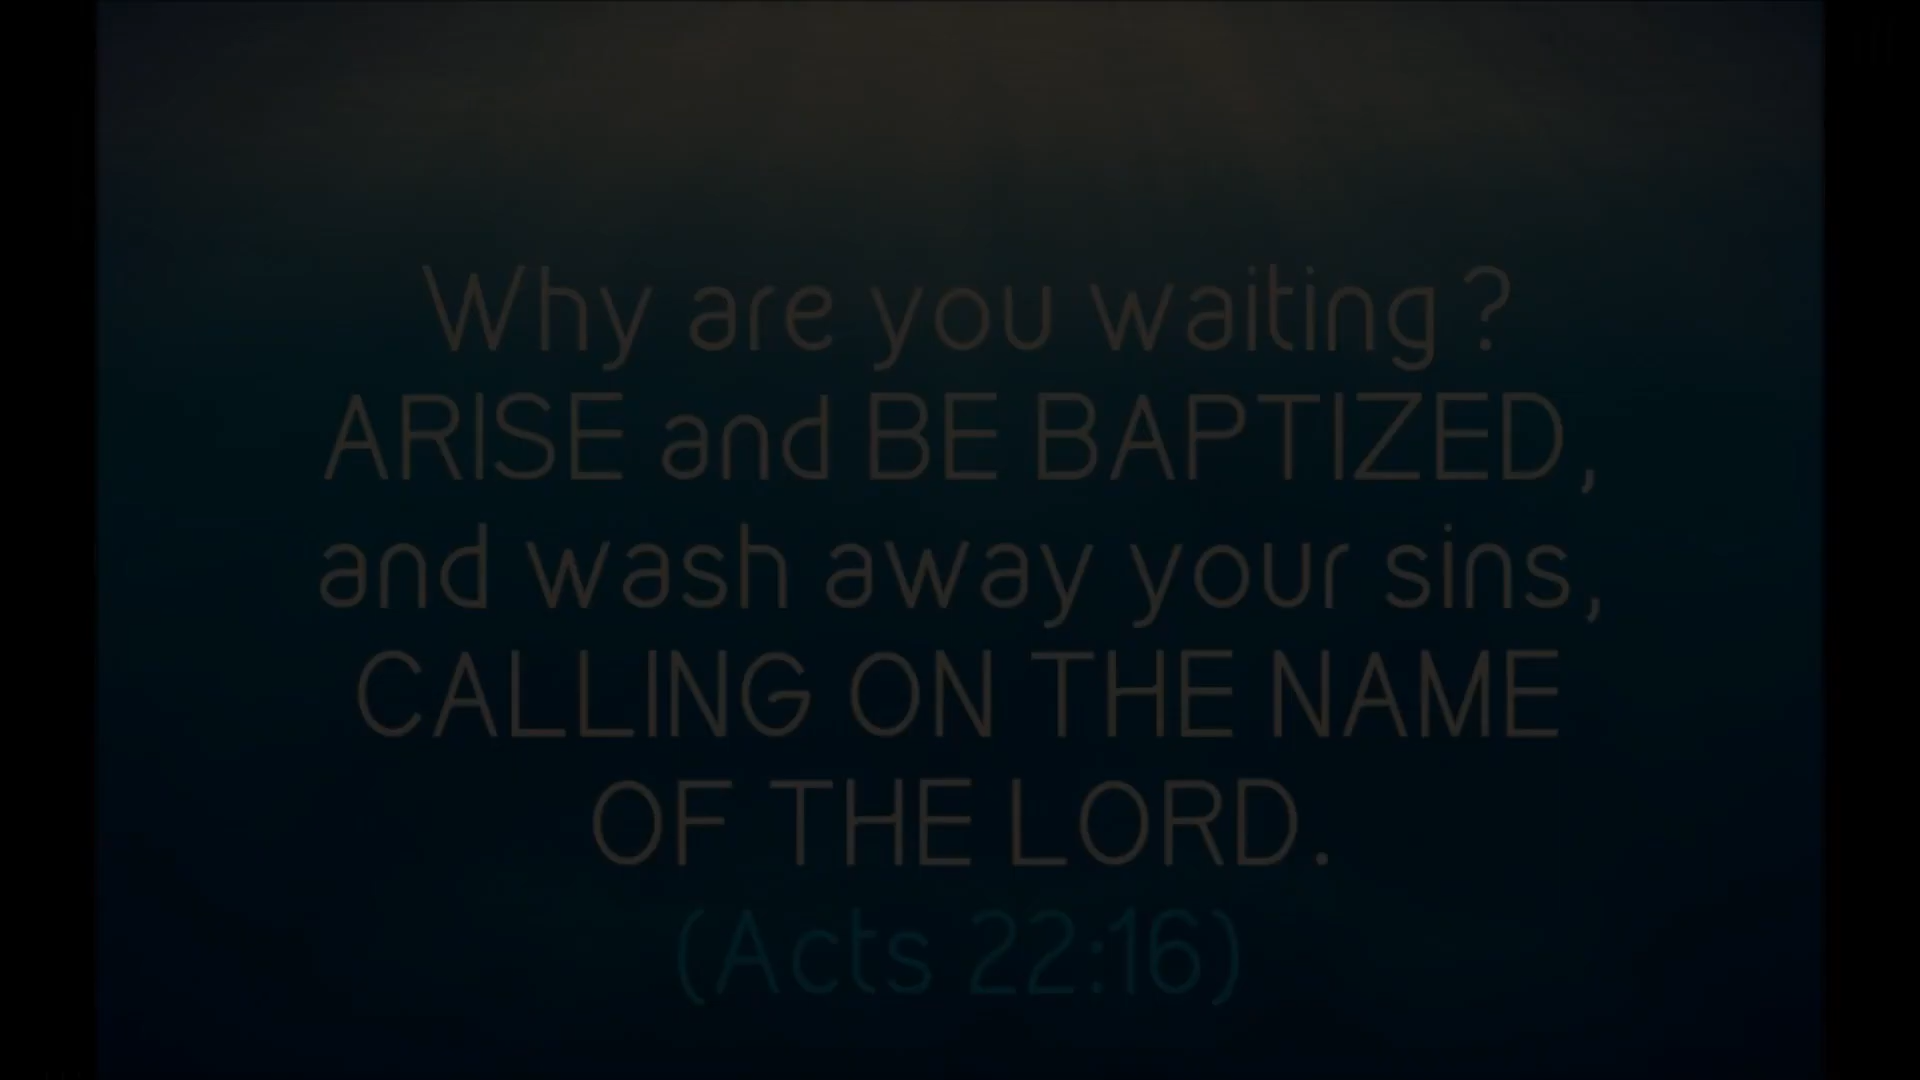 Why are you waiting?
ARISE and BE BAPTIZED,
and wash away your sins,
CALLING ON THE NAME
OF THE LORD.
(Acts 22:16)